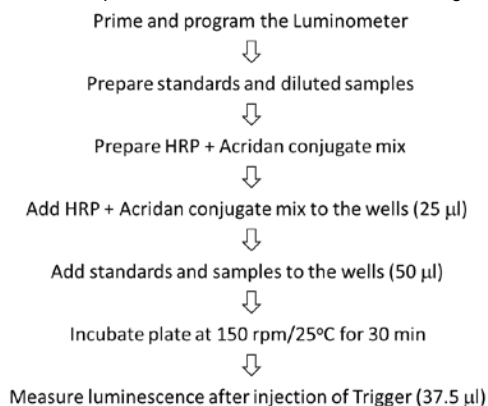 Prime and program the Luminometer
Prepare standards and diluted samples
Prepare HRP + Acridan conjugate mix
Add HRP + Acridan conjugate mix to the wells (25 µl)
Add standards and samples to the wells (50 µl)
Incubate plate at 150 rpm/25ºC for 30 min
Measure luminescence after injection of Trigger (37.5 µl)